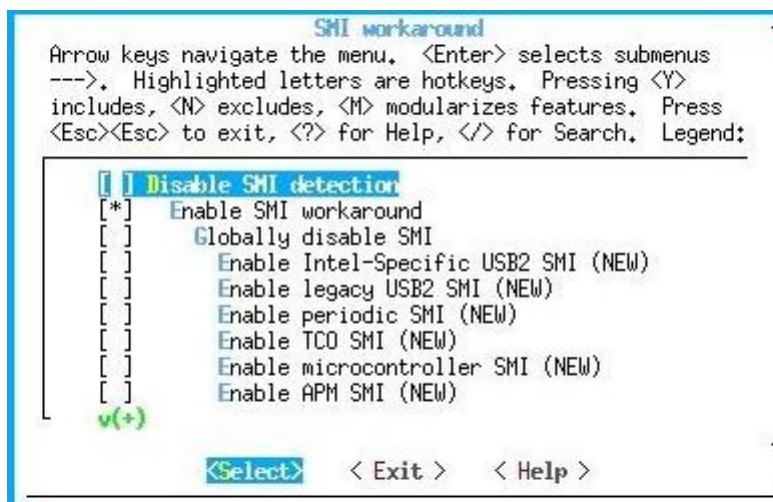 SMI workaround
Arrow keys navigate the menu. <Enter> selects submenus
--->. Highlighted letters are hotkeys. Pressing <Y>
includes, <N> excludes, <M> modularizes features. Press
<Esc><Esc> to exit, <?> for Help, </> for Search. Legend:
[ ] Disable SMI detection
[*] Enable SMI workaround
[ ] Globally disable SMI
[ ] Enable Intel-Specific USB2 SMI (NEW)
[ ] Enable legacy USB2 SMI (NEW)
[ ] Enable periodic SMI (NEW)
[ ] Enable TCO SMI (NEW)
[ ] Enable microcontroller SMI (NEW)
[ ] Enable APM SMI (NEW)
v(+)
<Select> < Exit > < Help >